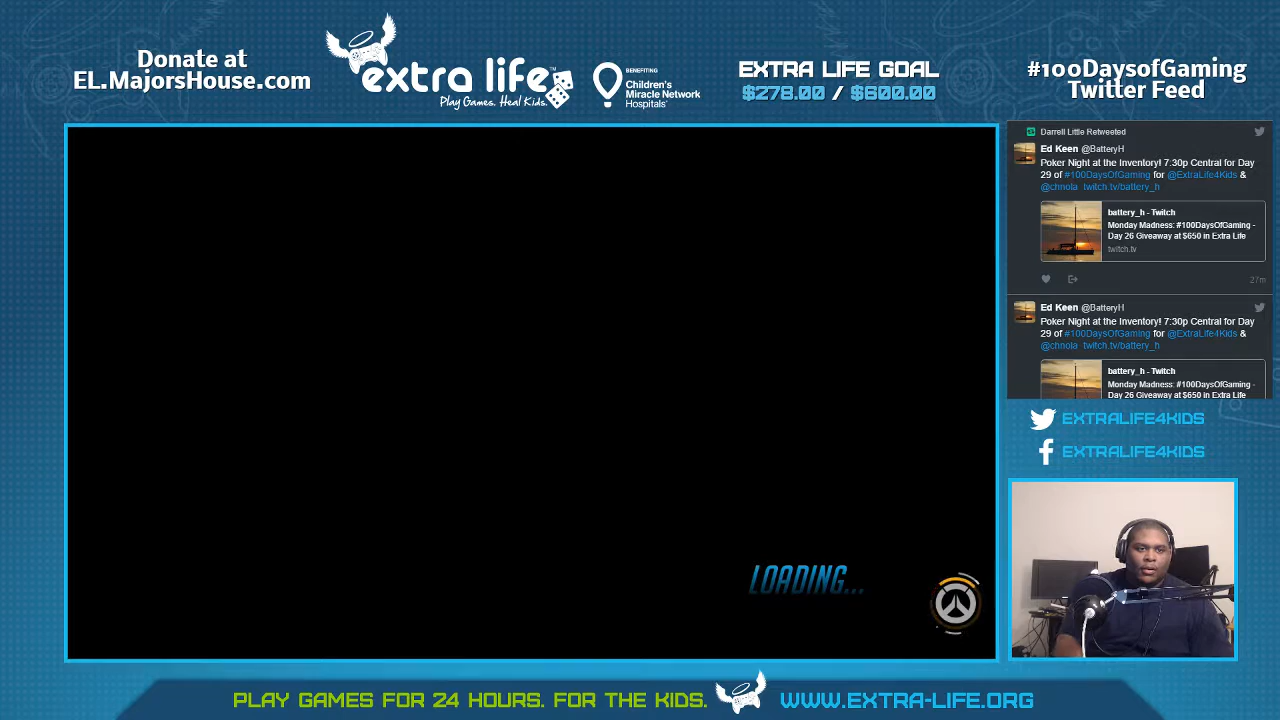 Donate at
EL.MajorsHouse.com
extra life™
Play Games. Heal Kids.
BENEFITING
Children's
Miracle Network
Hospitals®
EXTRA LIFE GOAL
$278.00 / $600.00
#100DaysofGaming
Twitter Feed
Darrell Little Retweeted
Ed Keen @BatteryH
Poker Night at the Inventory! 7:30p Central for Day
29 of #100DaysOfGaming for @ExtraLife4Kids &
@chnola twitch.tv/battery_h
battery_h - Twitch
Monday Madness: #100DaysOfGaming -
Day 26 Giveaway at $650 in Extra Life
twitch.tv
27m
Ed Keen @BatteryH
Poker Night at the Inventory! 7:30p Central for Day
29 of #100DaysOfGaming for @ExtraLife4Kids &
@chnola twitch.tv/battery_h
battery_h - Twitch
Monday Madness: #100DaysOfGaming -
Day 26 Giveaway at $650 in Extra Life
EXTRALIFE4KIDS
EXTRALIFE4KIDS
LOADING...
PLAY GAMES FOR 24 HOURS. FOR THE KIDS.
WWW.EXTRA-LIFE.ORG